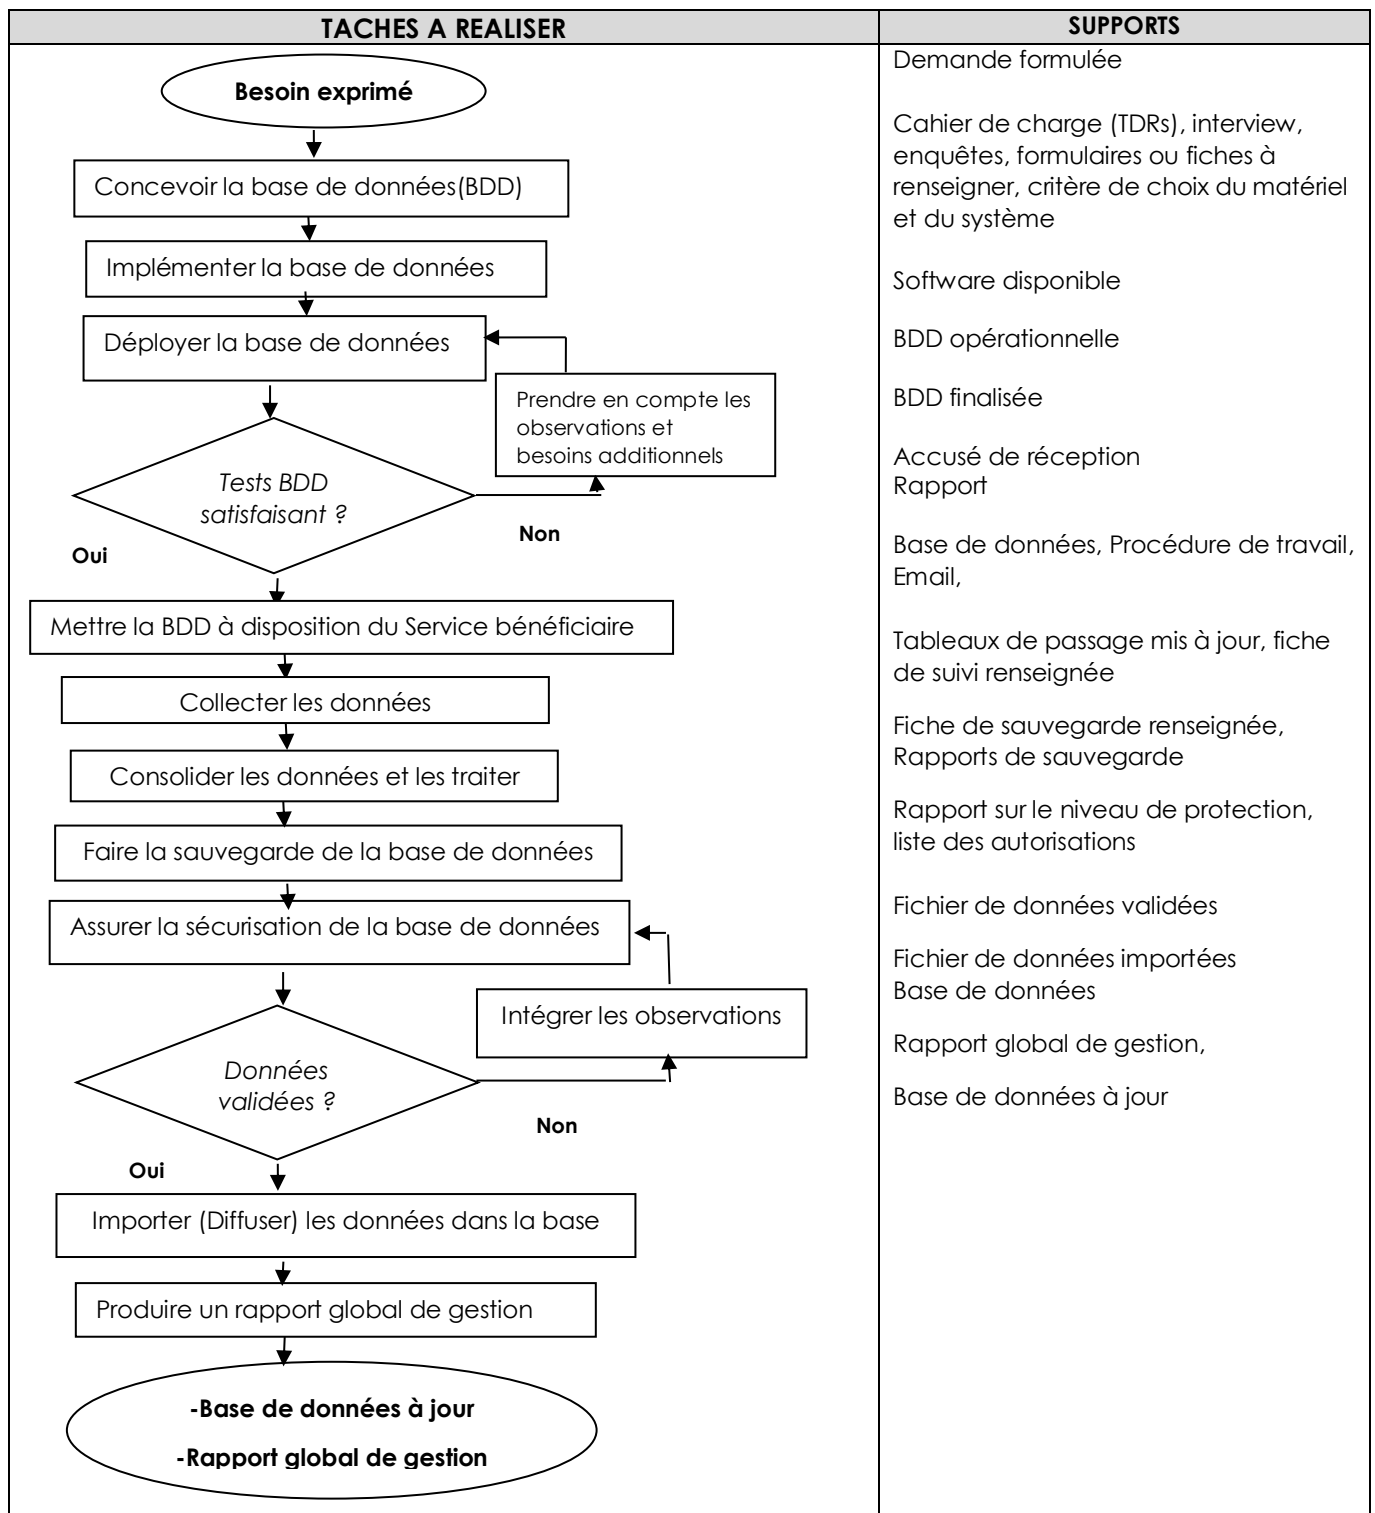 TACHES A REALISER
SUPPORTS
Besoin exprimé
Concevoir la base de données(BDD)
Implémenter la base de données
Déployer la base de données
Prendre en compte les
observations et
besoins additionnels
Tests BDD
satisfaisant ?
Non
Oui
Mettre la BDD à disposition du Service bénéficiaire
Collecter les données
Consolider les données et les traiter
Faire la sauvegarde de la base de données
Assurer la sécurisation de la base de données
Intégrer les observations
Données
validées ?
Non
Oui
Importer (Diffuser) les données dans la base
Produire un rapport global de gestion
-Base de données à jour
-Rapport global de gestion
Demande formulée
Cahier de charge (TDRs), interview,
enquêtes, formulaires ou fiches à
renseigner, critère de choix du matériel
et du système
Software disponible
BDD opérationnelle
BDD finalisée
Accusé de réception
Rapport
Base de données, Procédure de travail,
Email,
Tableaux de passage mis à jour, fiche
de suivi renseignée
Fiche de sauvegarde renseignée,
Rapports de sauvegarde
Rapport sur le niveau de protection,
liste des autorisations
Fichier de données validées
Fichier de données importées
Base de données
Rapport global de gestion,
Base de données à jour